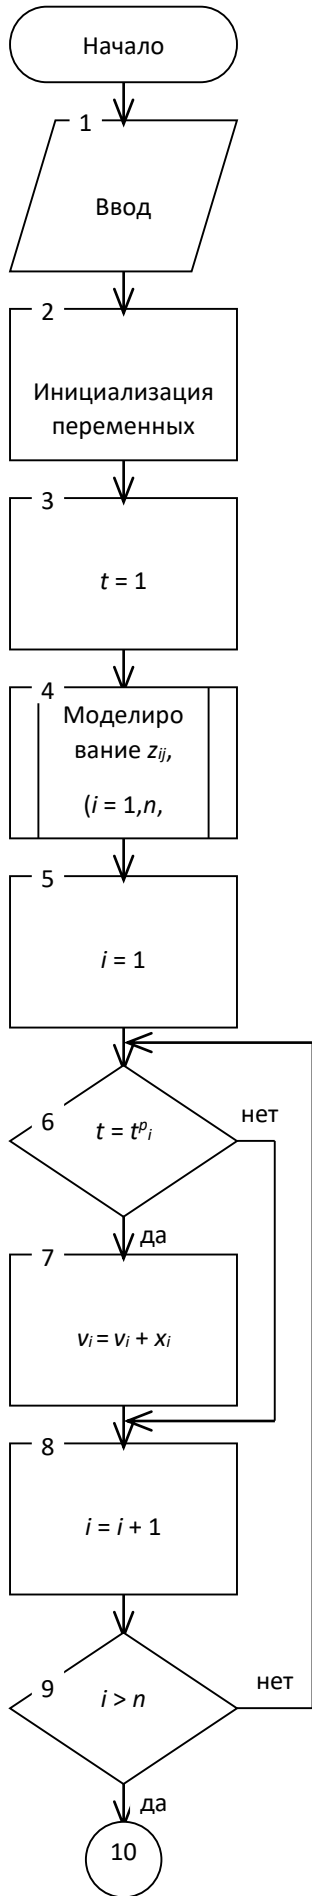 Начало
1
Ввод
2
Инициализация
переменных
3
t = 1
4
Моделиро
вание zij,
(i = 1,n,
5
i = 1
6
t = tpi
нет
да
7
vi = vi + xi
8
i = i + 1
9
i > n
нет
да
10